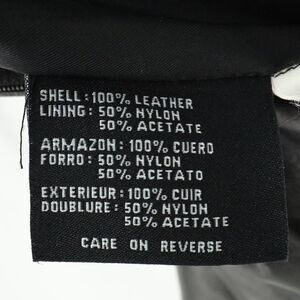 SHELL: 100% LEATHER
LINING: 50% NYLON
50% ACETATE
ARMAZON: 100% CUERO
FORRO: 50% NYLON
50% ACETATO
EXTERIEUR: 100% CUIR
DOUBLURE: 50% NYLON
50% ACETATE
CARE ON REVERSE